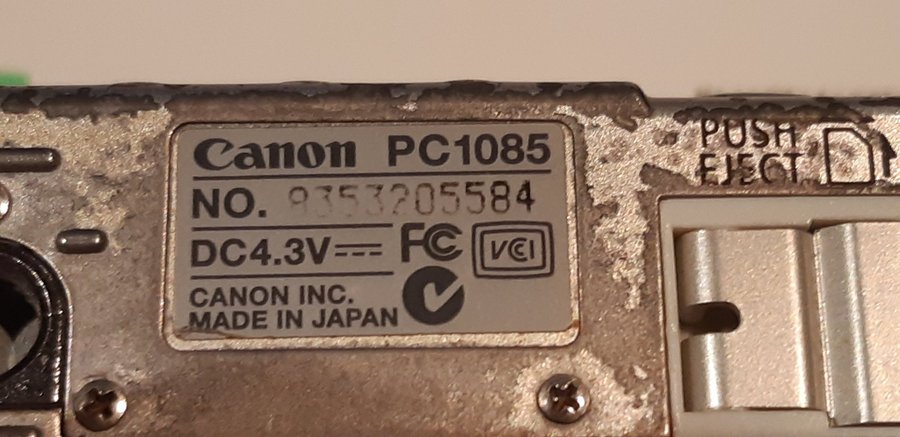 Canon PC1085
NO. 8353205584
DC4.3V
FC
VCI
CANON INC.
MADE IN JAPAN
PUSH
EJECT